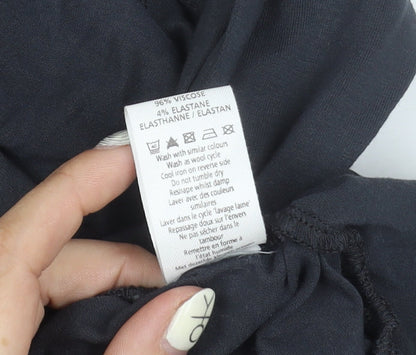 96% VISCOSE
4% ELASTANE
ELASTHANNE / ELASTAN
Wash with similar colours
Wash as wool cycle
Cool iron on reverse side
Do not tumble dry
Reshape whilst damp
Laver avec des couleurs
similaires
Laver dans le cycle 'lavage laine'
Repassage doux sur l'envers
Ne pas sécher dans le
tambour
Remettre en forme à
l'état humide